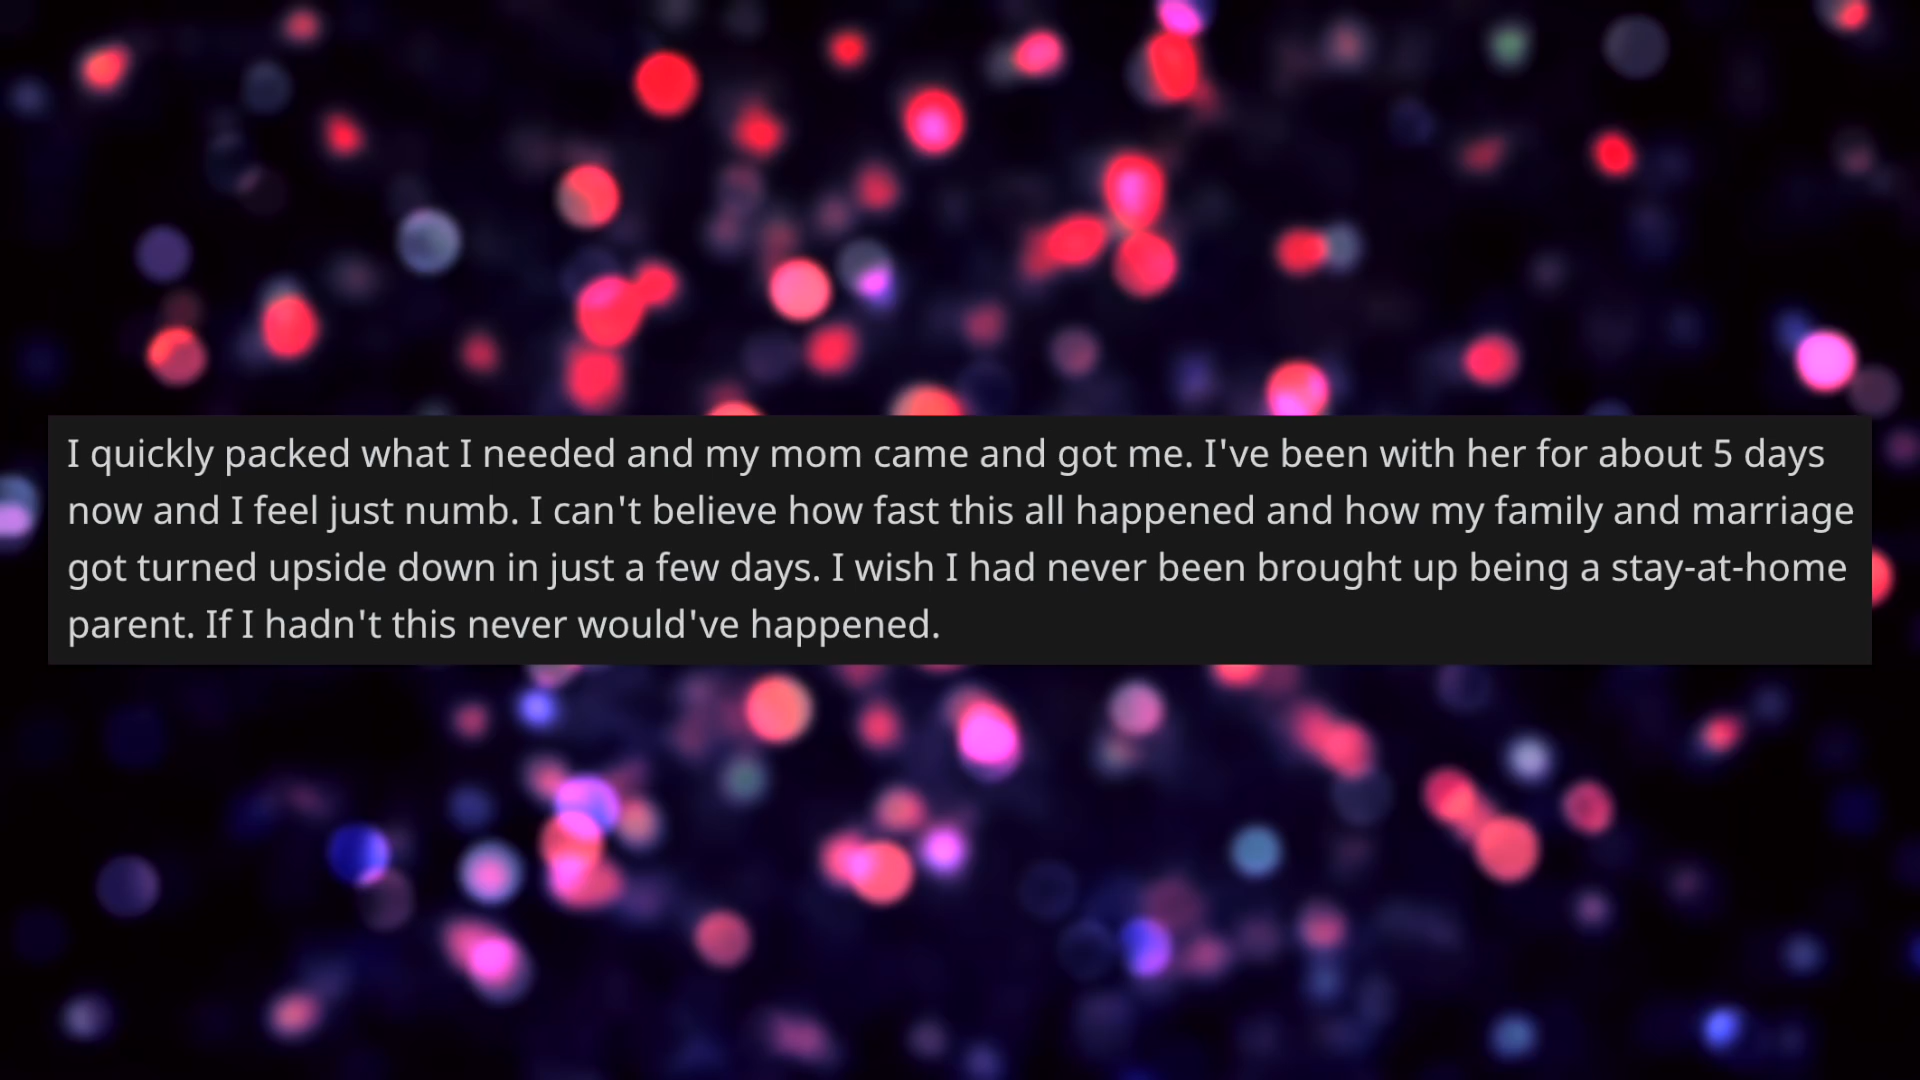 I quickly packed what I needed and my mom came and got me. I've been with her for about 5 days
now and I feel just numb. I can't believe how fast this all happened and how my family and marriage
got turned upside down in just a few days. I wish I had never been brought up being a stay-at-home
parent. If I hadn't this never would've happened.